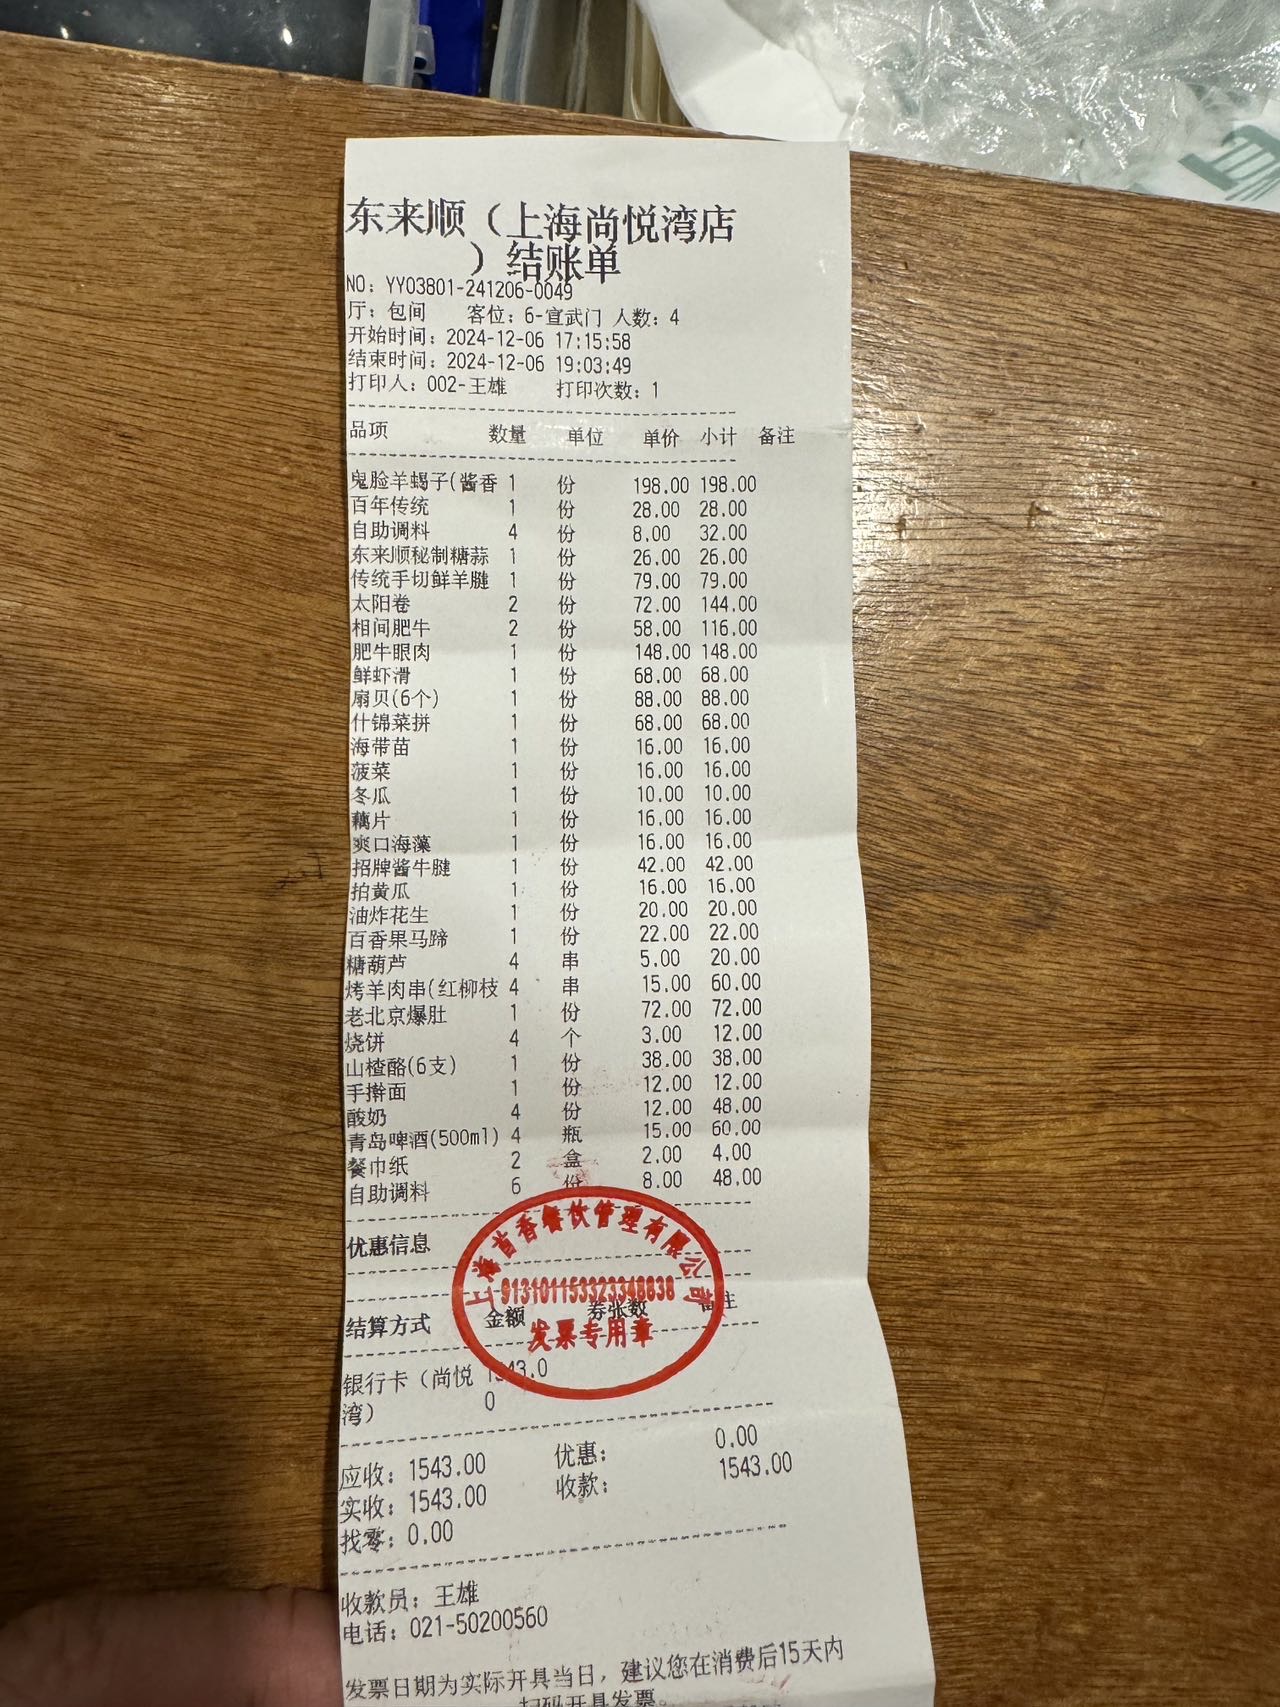 东来顺（上海尚悦湾店
）结账单
NO：YY03801-241206-0049
厅：包间 客位：6-宣武门 人数：4
开始时间：2024-12-06 17:15:58
结束时间：2024-12-06 19:03:49
打印人：002-王雄 打印次数：1
品项 数量 单位 单价 小计 备注
鬼脸羊蝎子(酱香 1 份 198.00 198.00
百年传统 1 份 28.00 28.00
自助调料 4 份 8.00 32.00
东来顺秘制糖蒜 1 份 26.00 26.00
传统手切鲜羊腱 1 份 79.00 79.00
太阳卷 2 份 72.00 144.00
相间肥牛 2 份 58.00 116.00
肥牛眼肉 1 份 148.00 148.00
鲜虾滑 1 份 68.00 68.00
扇贝(6个) 1 份 88.00 88.00
什锦菜拼 1 份 68.00 68.00
海带苗 1 份 16.00 16.00
菠菜 1 份 16.00 16.00
冬瓜 1 份 10.00 10.00
藕片 1 份 16.00 16.00
爽口海藻 1 份 16.00 16.00
招牌酱牛腱 1 份 42.00 42.00
拍黄瓜 1 份 16.00 16.00
油炸花生 1 份 20.00 20.00
百香果马蹄 1 份 22.00 22.00
糖葫芦 4 串 5.00 20.00
烤羊肉串(红柳枝 4 串 15.00 60.00
老北京爆肚 1 份 72.00 72.00
烧饼 4 个 3.00 12.00
山楂酪(6支) 1 份 38.00 38.00
手擀面 1 份 12.00 12.00
酸奶 4 份 12.00 48.00
青岛啤酒(500ml) 4 瓶 15.00 60.00
餐巾纸 2 盒 2.00 4.00
自助调料 6 份 8.00 48.00
优惠信息
上海首香餐饮管理有限公司
913101153323348838
发票专用章
结算方式 金额 券张数 备注
银行卡（尚悦 1543.0
湾） 0
应收：1543.00 优惠： 0.00
实收：1543.00 收款： 1543.00
找零：0.00
收款员：王雄
电话：021-50200560
发票日期为实际开具当日，建议您在消费后15天内
扫码开具发票。